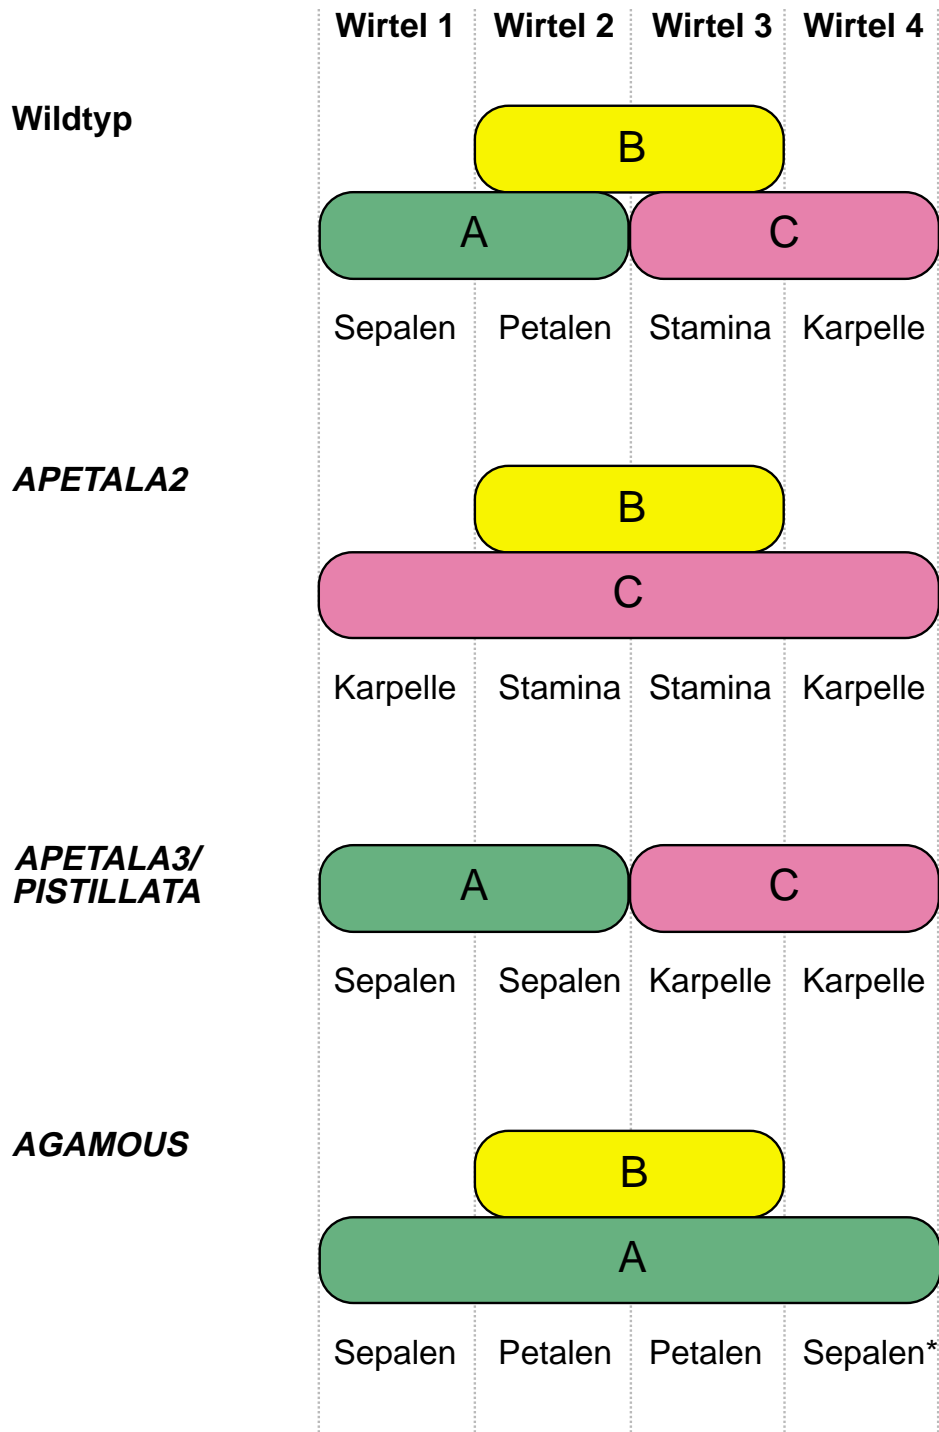 Wirtel 1 Wirtel 2 Wirtel 3 Wirtel 4
Wildtyp
B
A C
Sepalen Petalen Stamina Karpelle
APETALA2
B
C
Karpelle Stamina Stamina Karpelle
APETALA3/
PISTILLATA
A C
Sepalen Sepalen Karpelle Karpelle
AGAMOUS
B
A
Sepalen Petalen Petalen Sepalen*